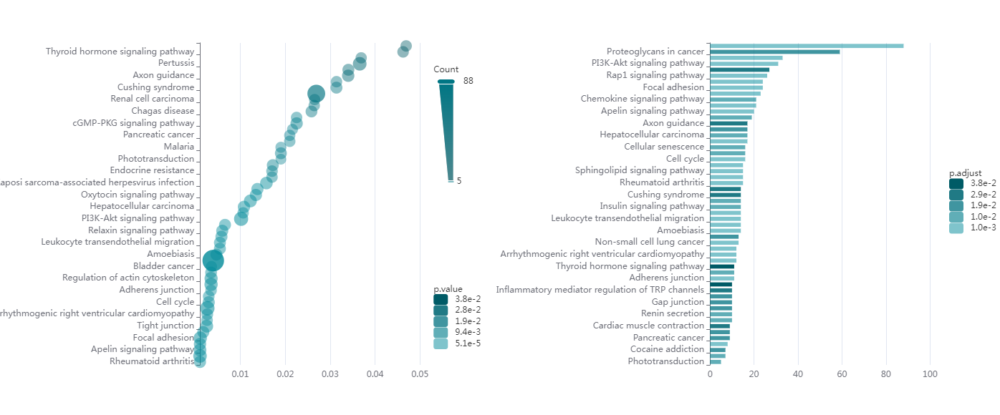 Thyroid hormone signaling pathway
Pertussis
Axon guidance
Cushing syndrome
Renal cell carcinoma
Chagas disease
cGMP-PKG signaling pathway
Pancreatic cancer
Malaria
Phototransduction
Endocrine resistance
aposi sarcoma-associated herpesvirus infection
Oxytocin signaling pathway
Hepatocellular carcinoma
PI3K-Akt signaling pathway
Relaxin signaling pathway
Leukocyte transendothelial migration
Amoebiasis
Bladder cancer
Regulation of actin cytoskeleton
Adherens junction
Cell cycle
rhythmogenic right ventricular cardiomyopathy
Tight junction
Focal adhesion
Apelin signaling pathway
Rheumatoid arthritis
0.01 0.02 0.03 0.04 0.05
Count
88
5
p.value
3.8e-2
2.8e-2
1.9e-2
9.4e-3
5.1e-5
Proteoglycans in cancer
PI3K-Akt signaling pathway
Rap1 signaling pathway
Focal adhesion
Chemokine signaling pathway
Apelin signaling pathway
Axon guidance
Hepatocellular carcinoma
Cellular senescence
Cell cycle
Sphingolipid signaling pathway
Rheumatoid arthritis
Cushing syndrome
Insulin signaling pathway
Leukocyte transendothelial migration
Amoebiasis
Non-small cell lung cancer
Arrhythmogenic right ventricular cardiomyopathy
Thyroid hormone signaling pathway
Adherens junction
Inflammatory mediator regulation of TRP channels
Gap junction
Renin secretion
Cardiac muscle contraction
Pancreatic cancer
Cocaine addiction
Phototransduction
0 20 40 60 80 100
p.adjust
3.8e-2
2.9e-2
1.9e-2
1.0e-2
1.0e-3